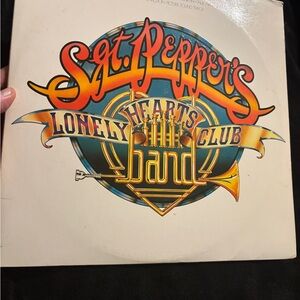 Sgt. Pepper's
LONELY HEARTS CLUB
band